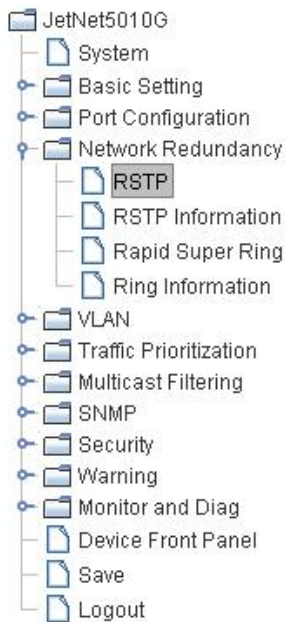 JetNet5010G
System
Basic Setting
Port Configuration
Network Redundancy
RSTP
RSTP Information
Rapid Super Ring
Ring Information
VLAN
Traffic Prioritization
Multicast Filtering
SNMP
Security
Warning
Monitor and Diag
Device Front Panel
Save
Logout